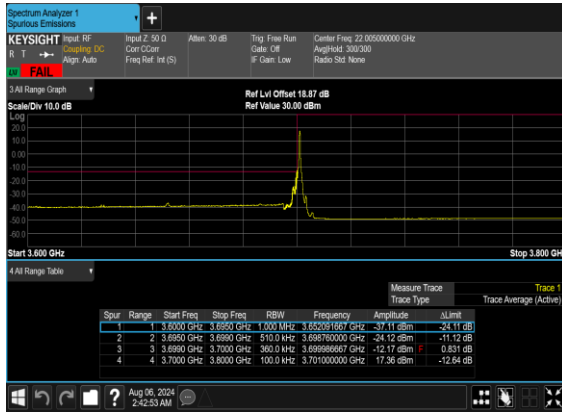 Spectrum Analyzer 1
Spurious Emissions
+
KEYSIGHT Input: RF Input Z: 50 Ω Atten: 30 dB Trig: Free Run Center Freq: 22.005000000 GHz
R T Coupling: DC Corr CCorr Gate: Off Avg|Hold: 300/300
Align: Auto Freq Ref: Int (S) IF Gain: Low Radio Std: None
FAIL
3 All Range Graph
Ref Lvl Offset 18.87 dB
Scale/Div 10.0 dB Ref Value 30.00 dBm
Log
20.0
10.0
0.00
-10.0
-20.0
-30.0
-40.0
-50.0
-60.0
Start 3.600 GHz Stop 3.800 GH
4 All Range Table
Measure Trace Trace 1
Trace Type Trace Average (Active)
Spur Range Start Freq Stop Freq RBW Frequency Amplitude ΔLimit
1 1 3.6000 GHz 3.6950 GHz 1.000 MHz 3.652091667 GHz -37.11 dBm -24.11 dB
2 2 3.6950 GHz 3.6990 GHz 510.0 kHz 3.698760000 GHz -24.12 dBm -11.12 dB
3 3 3.6990 GHz 3.7000 GHz 360.0 kHz 3.699986667 GHz -12.17 dBm F 0.831 dB
4 4 3.7000 GHz 3.8000 GHz 100.0 kHz 3.701000000 GHz 17.36 dBm -12.64 dB
? Aug 06, 2024
2:42:53 AM